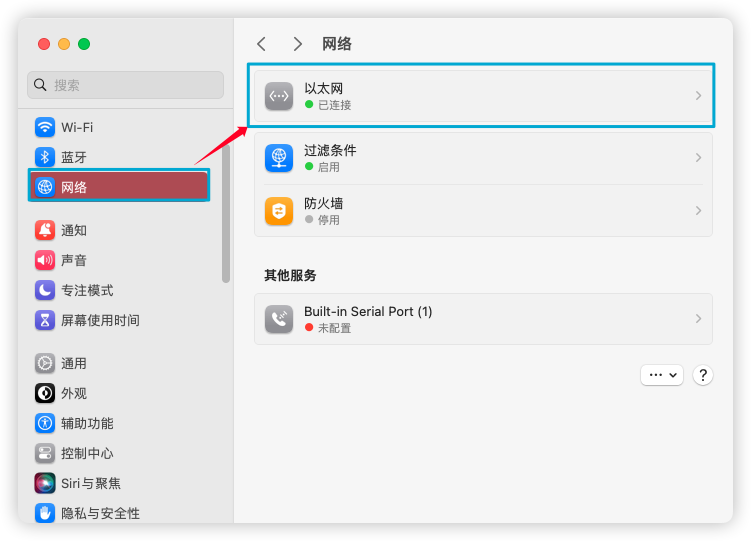 搜索
Wi-Fi
蓝牙
网络
通知
声音
专注模式
屏幕使用时间
通用
外观
辅助功能
控制中心
Siri与聚焦
隐私与安全性
网络
以太网
已连接
过滤条件
启用
防火墙
停用
其他服务
Built-in Serial Port (1)
未配置
?